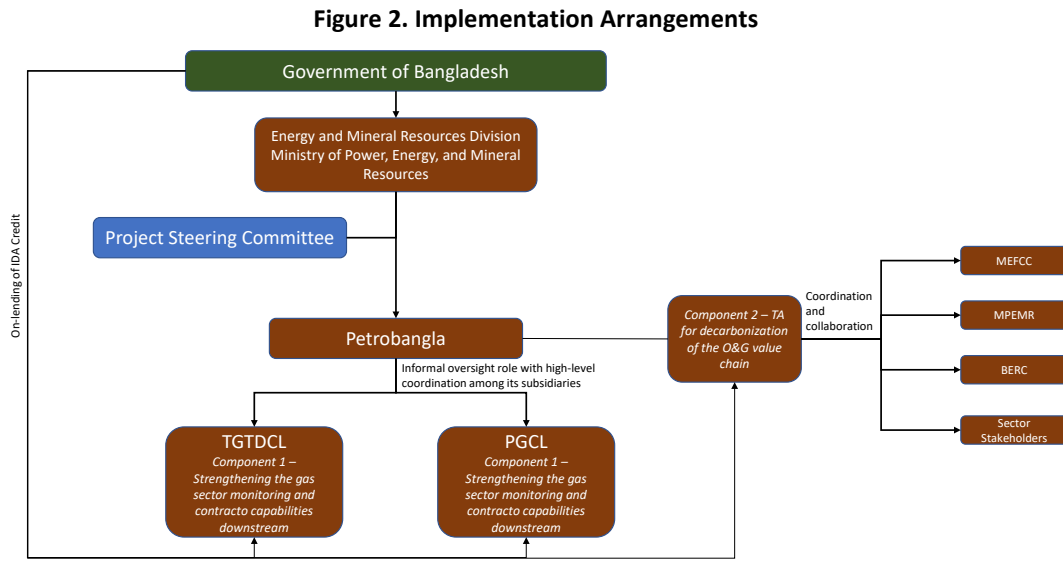 Figure 2. Implementation Arrangements
Government of Bangladesh
Energy and Mineral Resources Division
Ministry of Power, Energy, and Mineral
Resources
On-lending of IDA Credit
Project Steering Committee
Petrobangla
Informal oversight role with high-level
coordination among its subsidiaries
Component 2 – TA
for decarbonization
of the O&G value
chain
Coordination
and
collaboration
MEFCC
MPEMR
BERC
Sector
Stakeholders
TGTDCL
Component 1 –
Strengthening the gas
sector monitoring and
contracto capabilities
downstream
PGCL
Component 1 –
Strengthening the gas
sector monitoring and
contracto capabilities
downstream